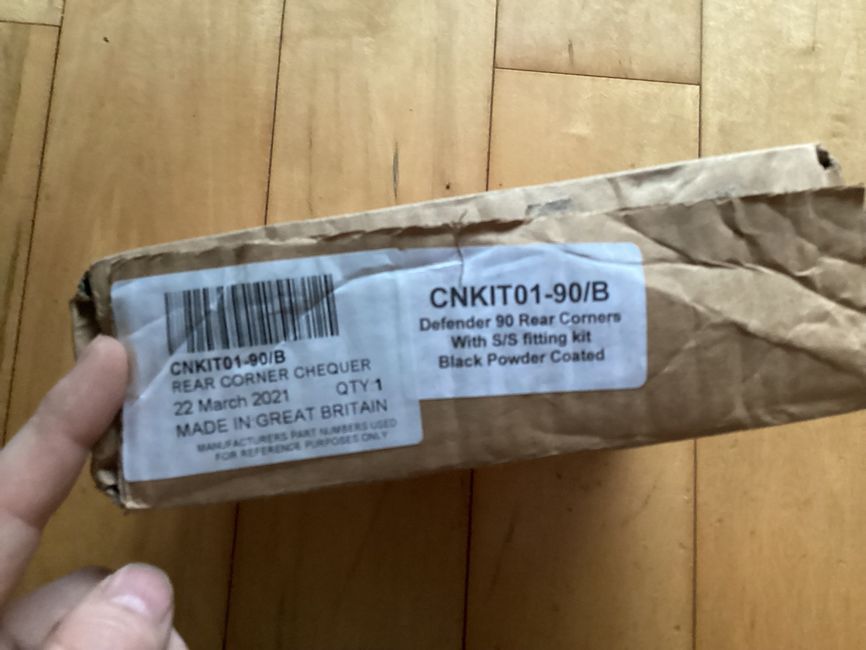 CNKIT01-90/B
REAR CORNER CHEQUER
22 March 2021 QTY:1
MADE IN GREAT BRITAIN
MANUFACTURERS PART NUMBERS USED
FOR REFERENCE PURPOSES ONLY
CNKIT01-90/B
Defender 90 Rear Corners
With S/S fitting kit
Black Powder Coated